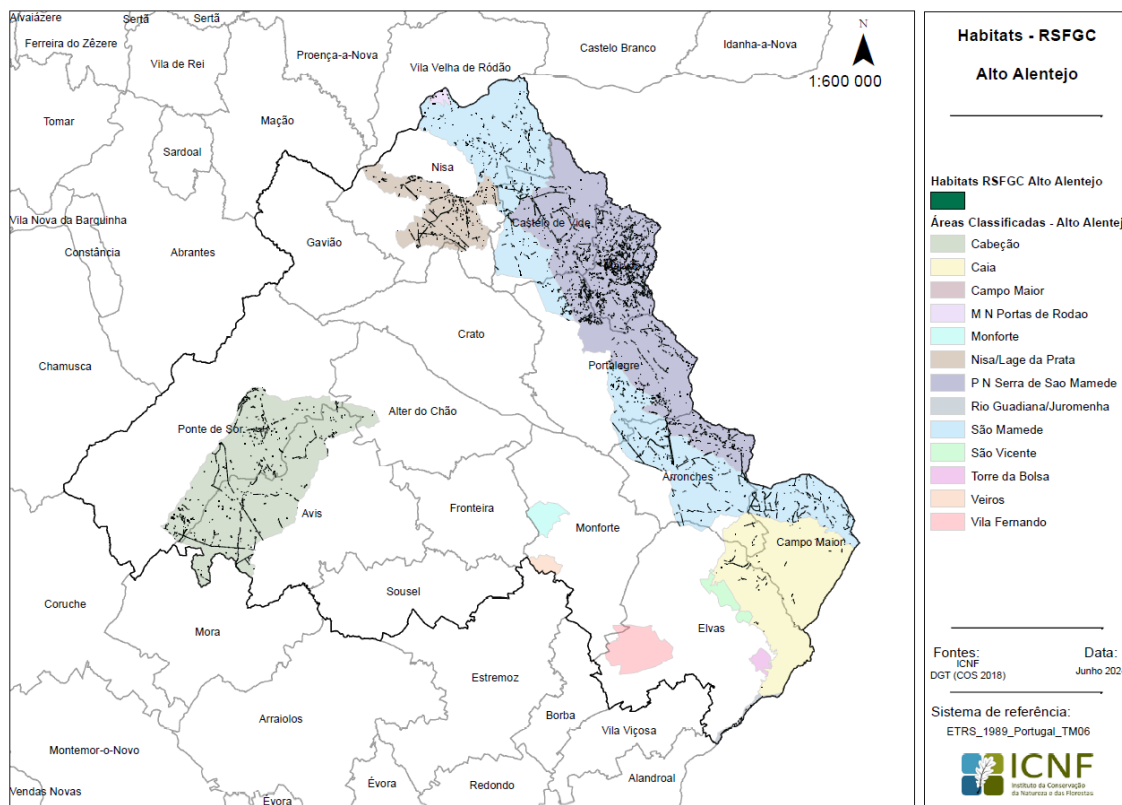 Alvaiázere
Sertã
Sertã
Ferreira do Zêzere
Vila de Rei
Proença-a-Nova
Castelo Branco
Idanha-a-Nova
Vila Velha de Ródão
N
1:600 000
Tomar
Mação
Sardoal
Nisa
Vila Nova da Barquinha
Constância
Abrantes
Gavião
Castelo de Vide
Crato
Chamusca
Portalegre
Alter do Chão
Ponte de Sor
Arronches
Avis
Fronteira
Monforte
Campo Maior
Coruche
Sousel
Mora
Elvas
Estremoz
Arraiolos
Borba
Vila Viçosa
Montemor-o-Novo
Évora
Redondo
Alandroal
Vendas Novas
Évora
Habitats - RSFGC
Alto Alentejo
Habitats RSFGC Alto Alentejo
Áreas Classificadas - Alto Alentej
Cabeção
Caia
Campo Maior
M N Portas de Rodao
Monforte
Nisa/Lage da Prata
P N Serra de Sao Mamede
Rio Guadiana/Juromenha
São Mamede
São Vicente
Torre da Bolsa
Veiros
Vila Fernando
Fontes:
ICNF
DGT (COS 2018)
Data:
Junho 202
Sistema de referência:
ETRS_1989_Portugal_TM06
ICNF
Instituto da Conservação
da Natureza e das Florestas